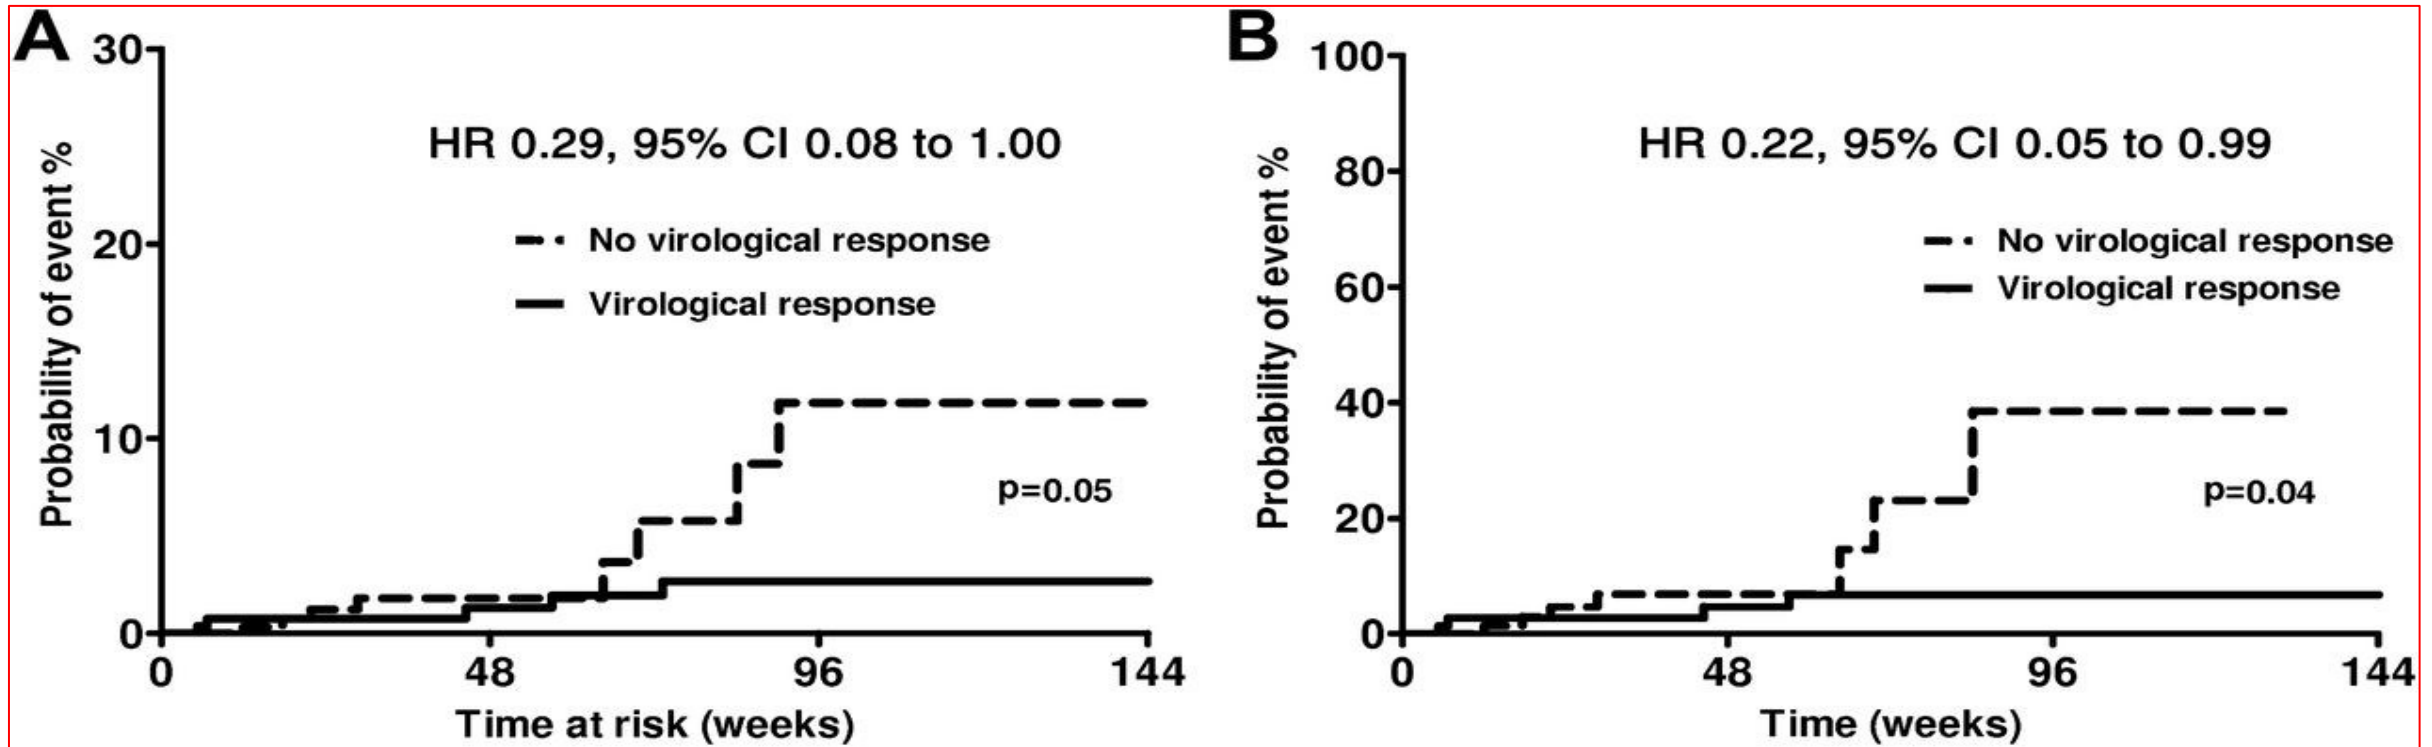 A
30
20
10
0
Probability of event %
HR 0.29, 95% CI 0.08 to 1.00
No virological response
Virological response
p=0.05
0 48 96 144
Time at risk (weeks)
B
100
80
60
40
20
0
Probability of event %
HR 0.22, 95% CI 0.05 to 0.99
No virological response
Virological response
p=0.04
0 48 96 144
Time (weeks)